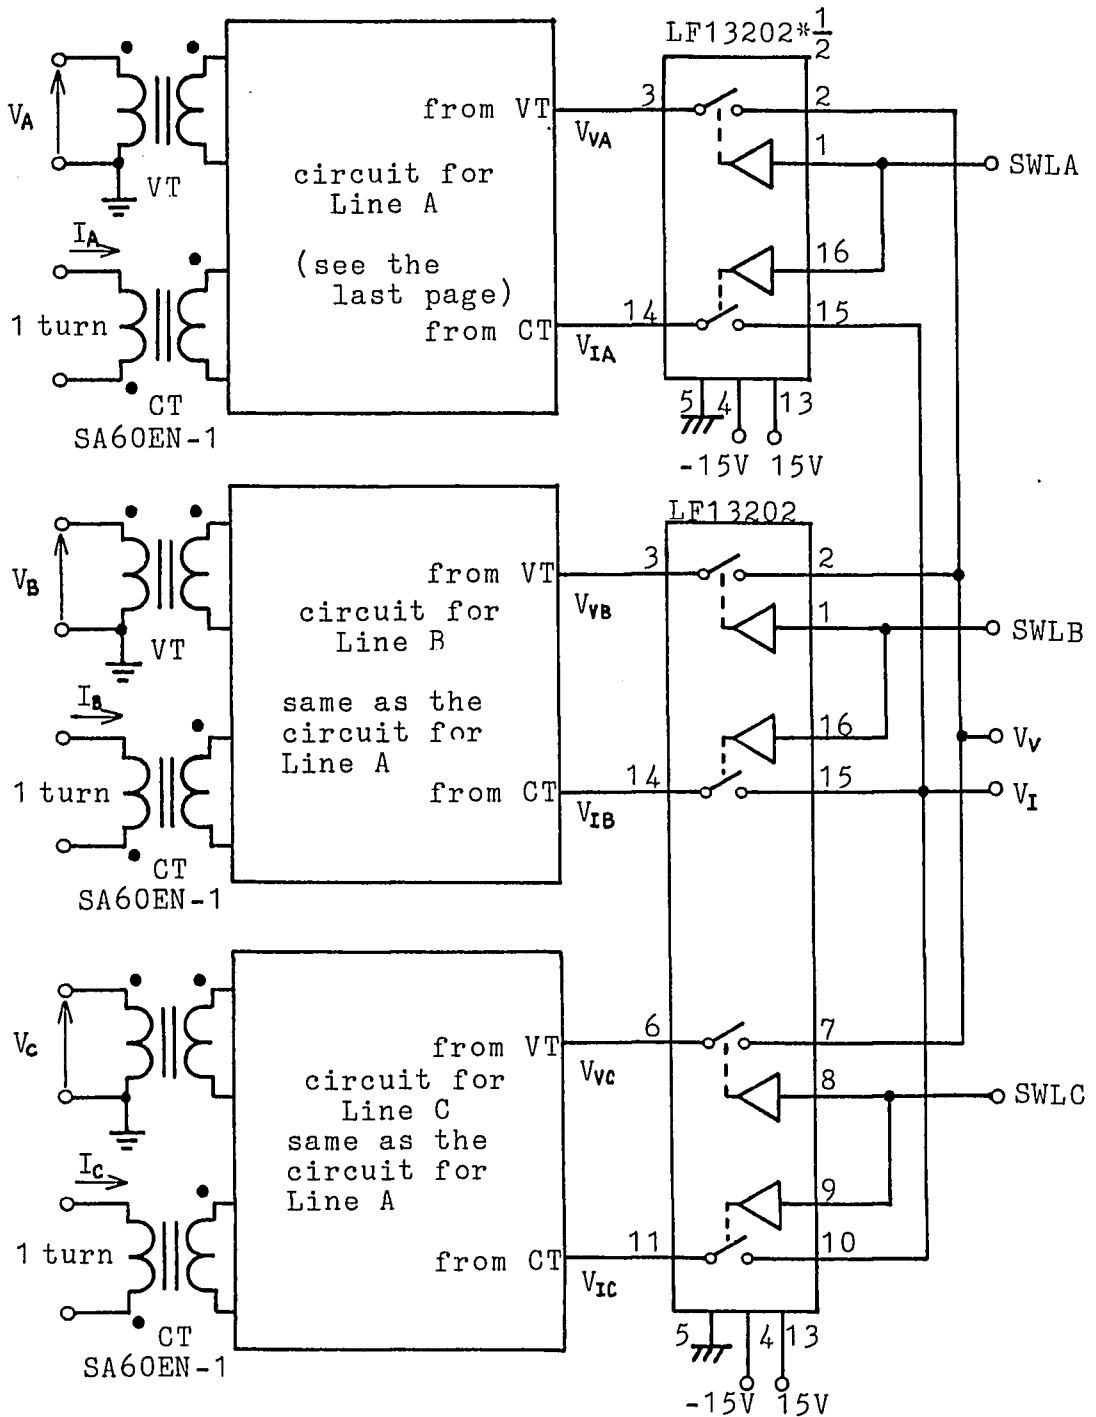 LF13202*1/2
V_A
VT
I_A
1 turn
CT
SA60EN-1
from VT
circuit for
Line A
(see the
last page)
from CT
V_VA
V_IA
3
2
1
16
14
15
5
4
13
-15V
15V
SWLA
LF13202
V_B
VT
I_B
1 turn
CT
SA60EN-1
from VT
circuit for
Line B
same as the
circuit for
Line A
from CT
V_VB
V_IB
3
2
1
16
14
15
SWLB
V_V
V_I
V_C
I_C
1 turn
CT
SA60EN-1
from VT
circuit for
Line C
same as the
circuit for
Line A
from CT
V_VC
V_IC
6
7
8
9
11
10
5
4
13
-15V
15V
SWLC